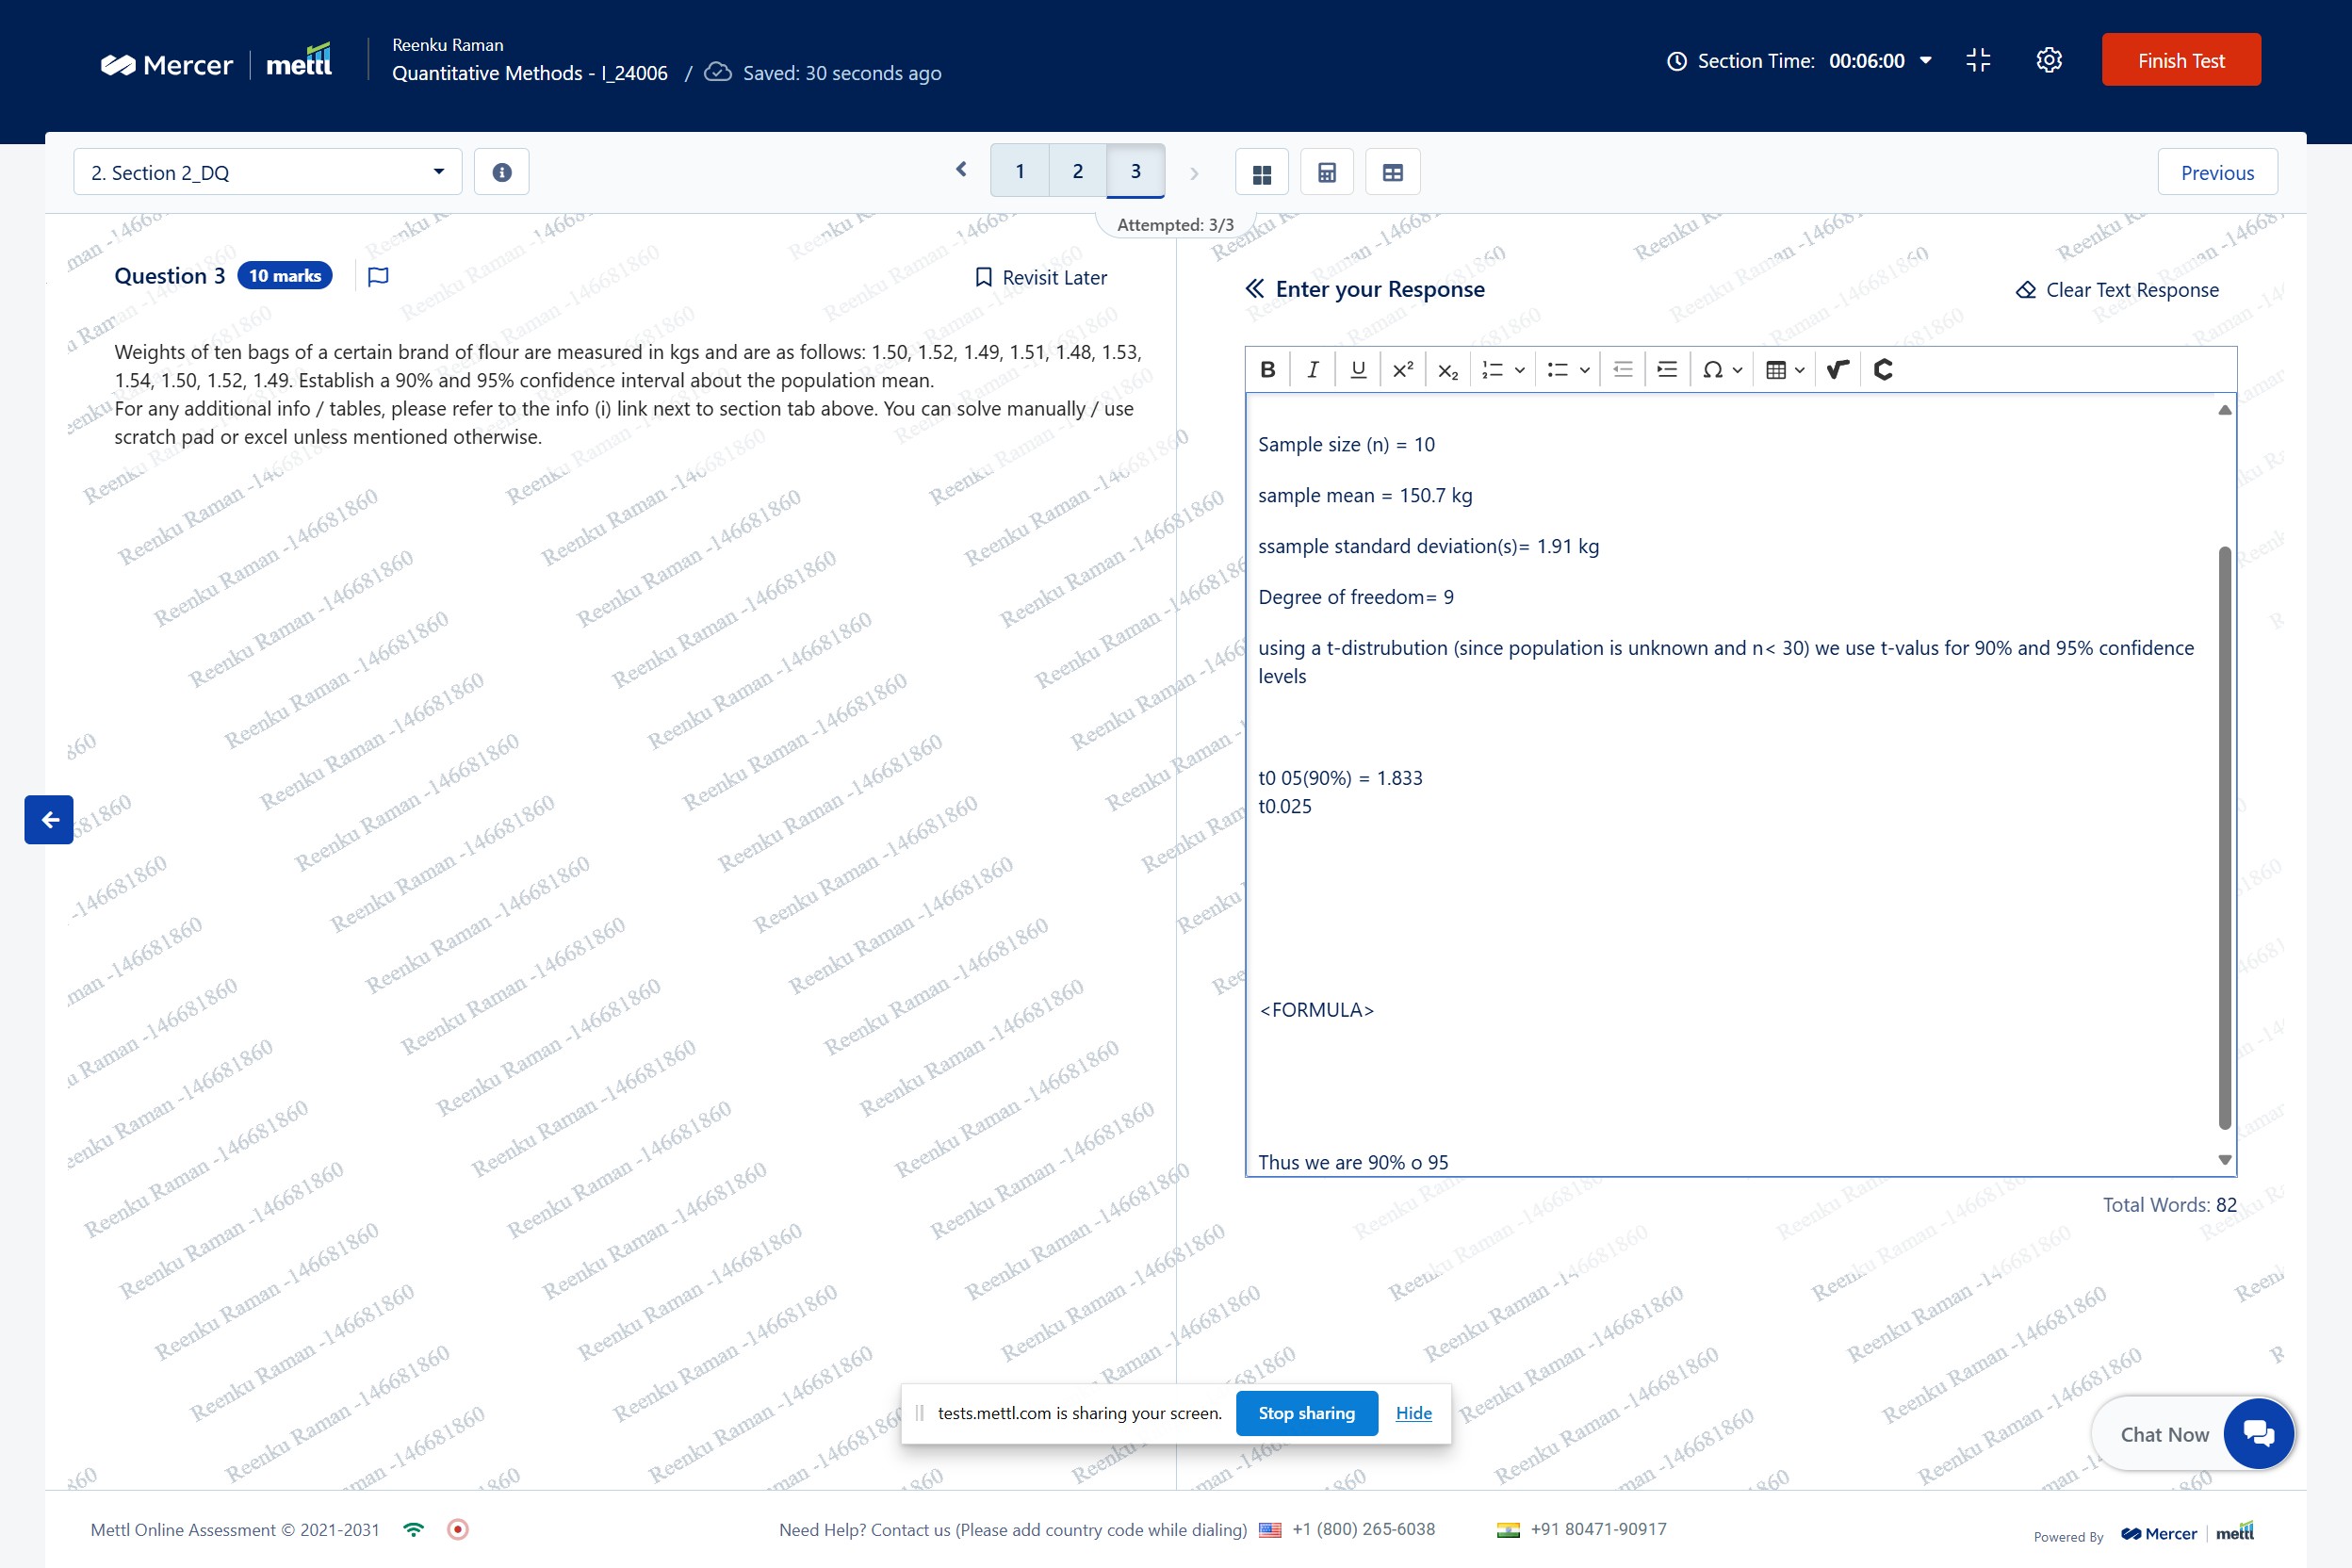 Mercer | mettl
Reenku Raman
Quantitative Methods - I_24006 / Saved: 30 seconds ago
Section Time: 00:06:00
Finish Test
2. Section 2_DQ
1 2 3
Previous
Attempted: 3/3
Question 3 10 marks
Revisit Later
Weights of ten bags of a certain brand of flour are measured in kgs and are as follows: 1.50, 1.52, 1.49, 1.51, 1.48, 1.53,
1.54, 1.50, 1.52, 1.49. Establish a 90% and 95% confidence interval about the population mean.
For any additional info / tables, please refer to the info (i) link next to section tab above. You can solve manually / use
scratch pad or excel unless mentioned otherwise.
Enter your Response
Clear Text Response
Sample size (n) = 10
sample mean = 150.7 kg
ssample standard deviation(s)= 1.91 kg
Degree of freedom= 9
using a t-distrubution (since population is unknown and n< 30) we use t-valus for 90% and 95% confidence
levels
t0 05(90%) = 1.833
t0.025
<FORMULA>
Thus we are 90% o 95
Total Words: 82
Reenku Raman -146681860
tests.mettl.com is sharing your screen.
Stop sharing
Hide
Chat Now
Mettl Online Assessment © 2021-2031
Need Help? Contact us (Please add country code while dialing) +1 (800) 265-6038 +91 80471-90917
Powered By Mercer | mettl